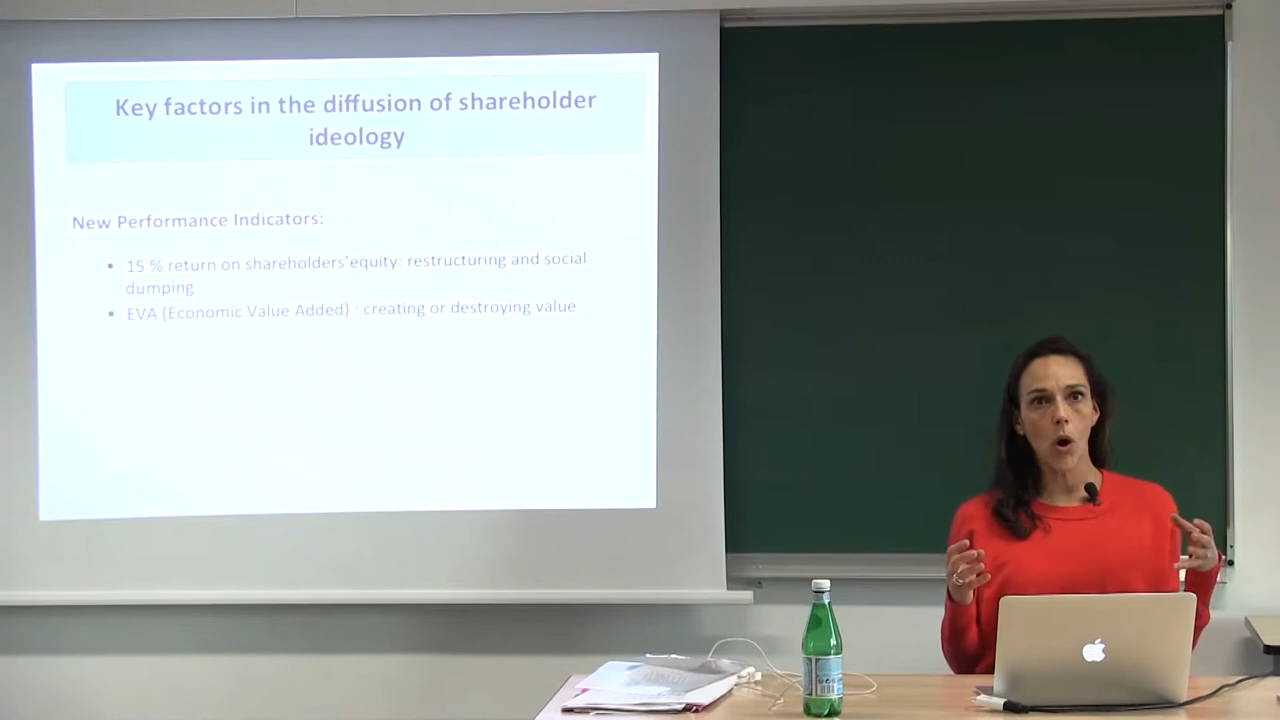 Key factors in the diffusion of shareholder
ideology
New Performance Indicators:
▪ 15 % return on shareholders'equity: restructuring and social
dumping
▪ EVA (Economic Value Added) : creating or destroying value